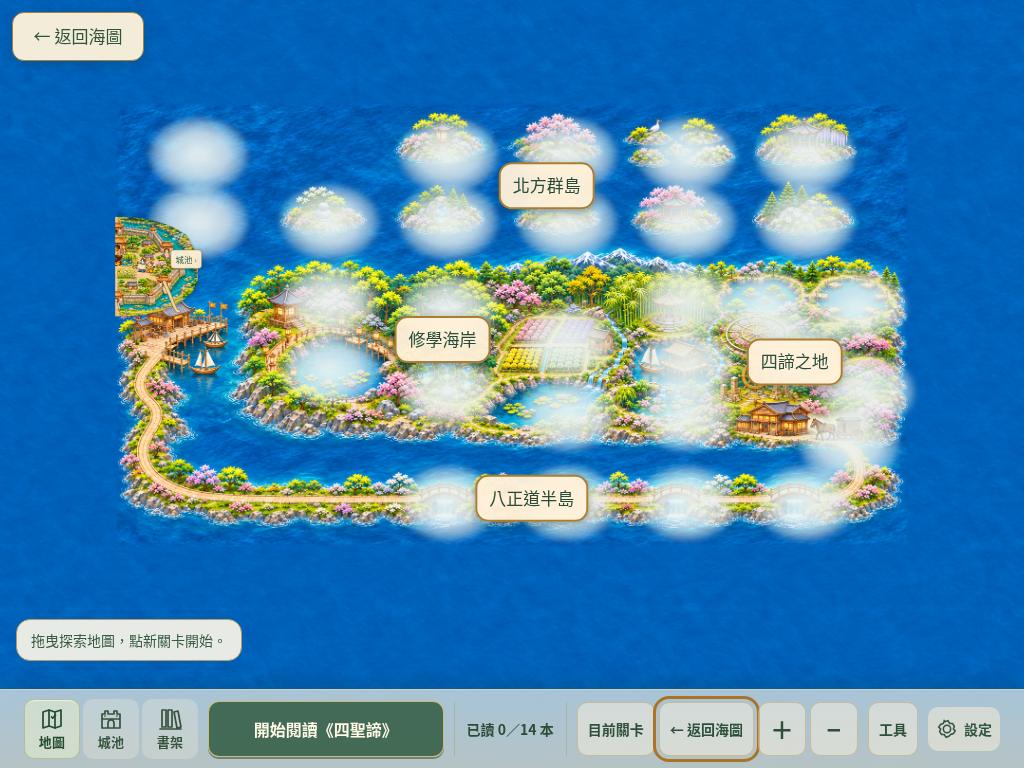 ← 返回海圖
北方群島
城池 ›
修學海岸
四諦之地
八正道半島
拖曳探索地圖，點新關卡開始。
地圖
城池
書架
開始閱讀《四聖諦》
已讀 0／14 本
目前關卡
← 返回海圖
+
−
工具
設定